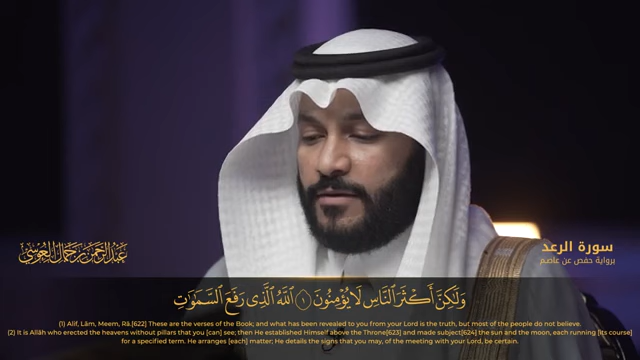 عبد الرحمن بن جمال العوسي
سورة الرعد
برواية حفص عن عاصم
وَلَٰكِنَّ أَكْثَرَ ٱلنَّاسِ لَا يُؤْمِنُونَ ١ ٱللَّهُ ٱلَّذِى رَفَعَ ٱلسَّمَٰوَٰتِ
(1) Alif, Lām, Meem, Rā.[622] These are the verses of the Book; and what has been revealed to you from your Lord is the truth, but most of the people do not believe.
(2) It is Allāh who erected the heavens without pillars that you [can] see; then He established Himself above the Throne[623] and made subject[624] the sun and the moon, each running [its course]
for a specified term. He arranges [each] matter; He details the signs that you may, of the meeting with your Lord, be certain.